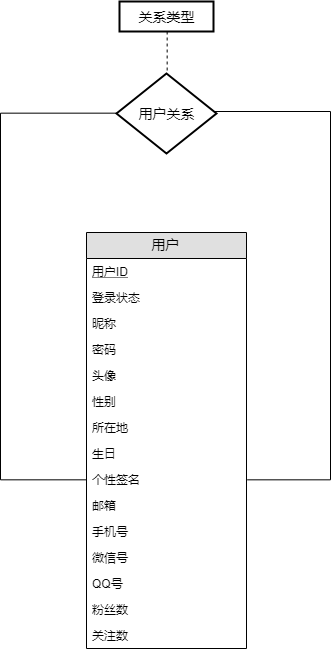 关系类型
用户关系
用户
用户ID
登录状态
昵称
密码
头像
性别
所在地
生日
个性签名
邮箱
手机号
微信号
QQ号
粉丝数
关注数